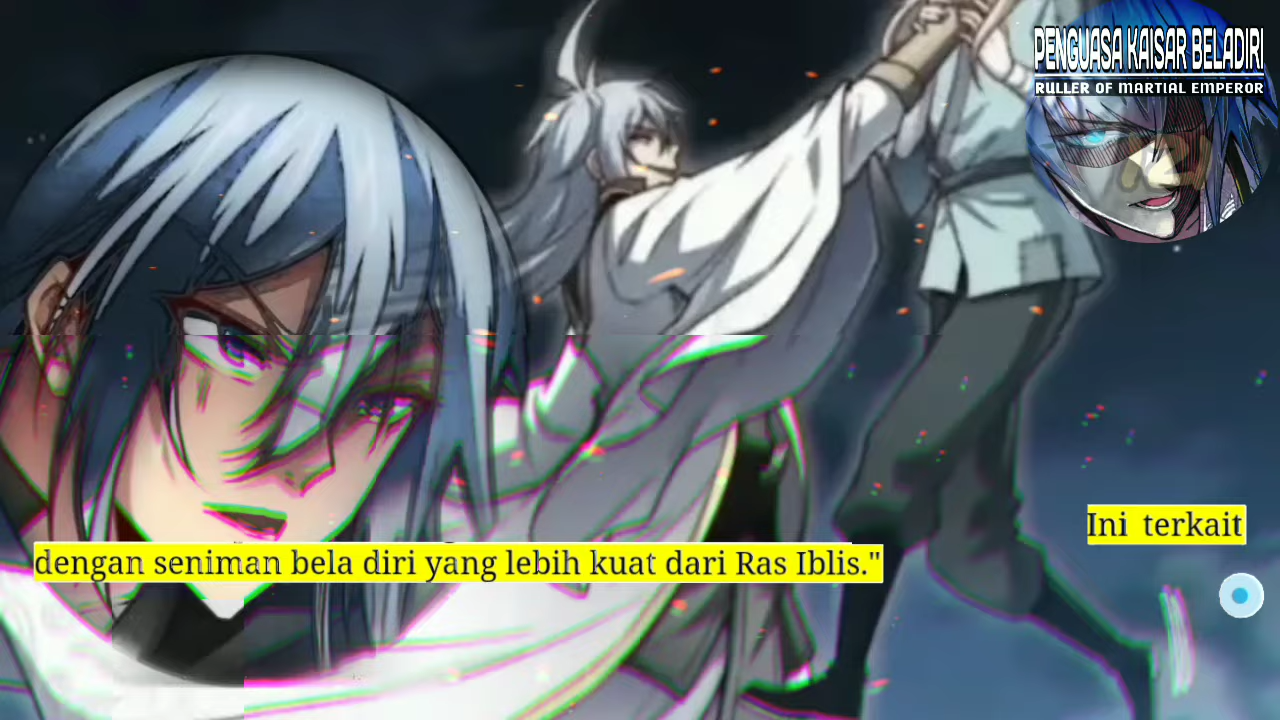 PENGUASA KAISAR BELADIRI
RULLER OF MARTIAL EMPEROR
Ini terkait
dengan seniman bela diri yang lebih kuat dari Ras Iblis."